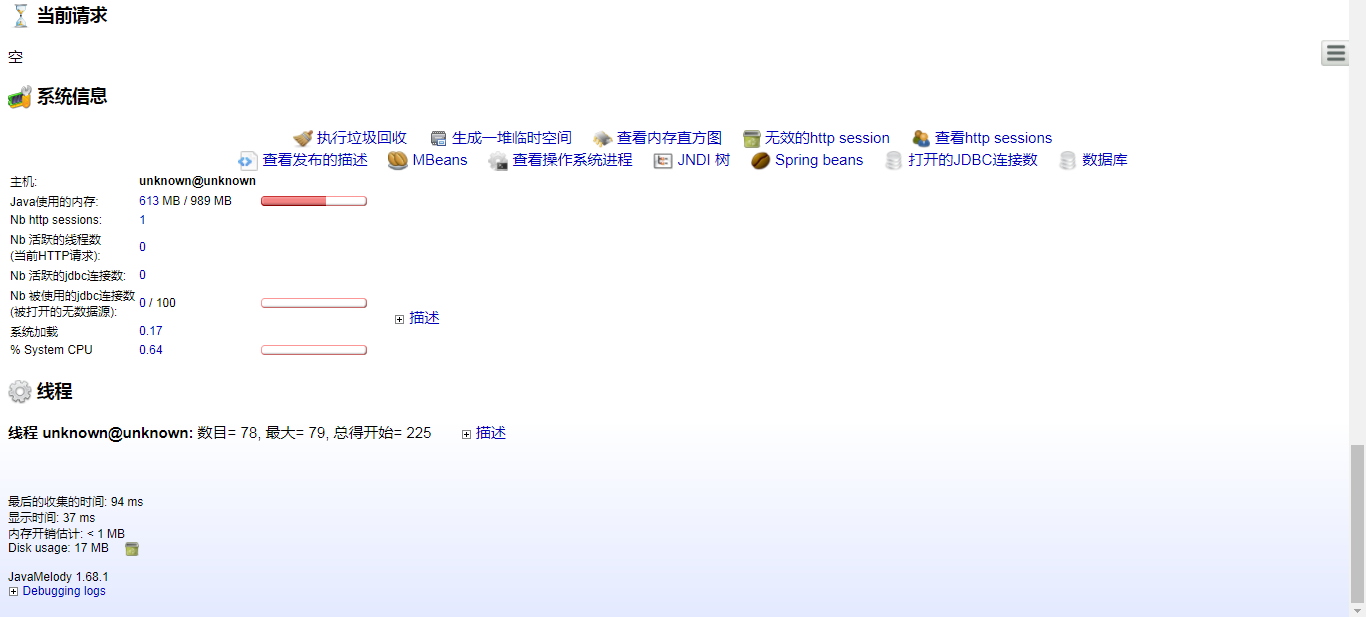 当前请求
空
系统信息
执行垃圾回收 生成一堆临时空间 查看内存直方图 无效的http session 查看http sessions
查看发布的描述 MBeans 查看操作系统进程 JNDI 树 Spring beans 打开的JDBC连接数 数据库
主机: unknown@unknown
Java使用的内存: 613 MB / 989 MB
Nb http sessions: 1
Nb 活跃的线程数
(当前HTTP请求): 0
Nb 活跃的jdbc连接数: 0
Nb 被使用的jdbc连接数
(被打开的无数据源): 0 / 100
描述
系统加载 0.17
% System CPU 0.64
线程
线程 unknown@unknown: 数目= 78, 最大= 79, 总得开始= 225 描述
最后的收集的时间: 94 ms
显示时间: 37 ms
内存开销估计: < 1 MB
Disk usage: 17 MB
JavaMelody 1.68.1
Debugging logs